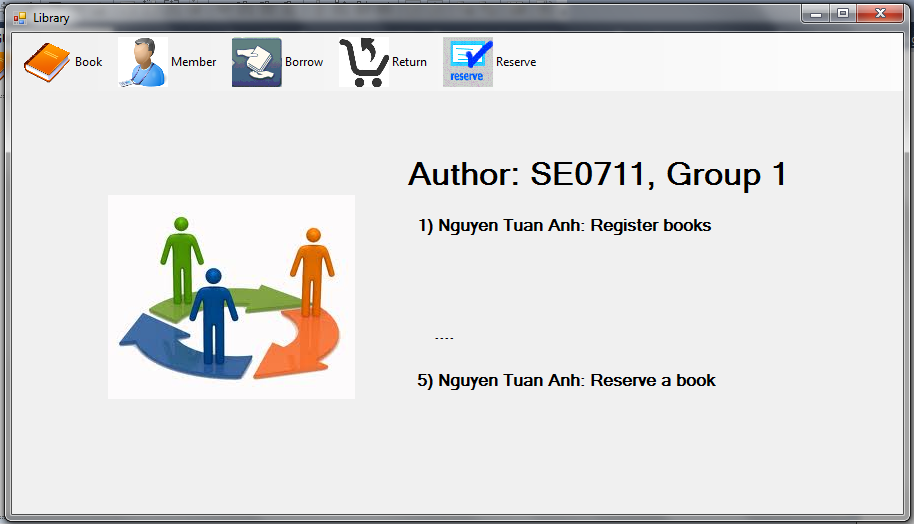 Library
Book
Member
Borrow
Return
reserve
Reserve
Author: SE0711, Group 1
1) Nguyen Tuan Anh: Register books
----
5) Nguyen Tuan Anh: Reserve a book